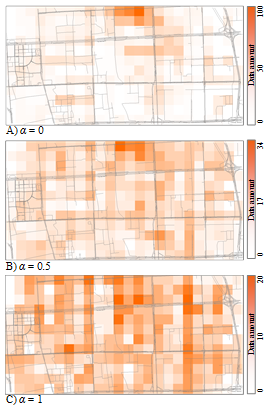 100
50
0
Data amount
A) α = 0
34
17
0
Data amount
B) α = 0.5
20
10
0
Data amount
C) α = 1